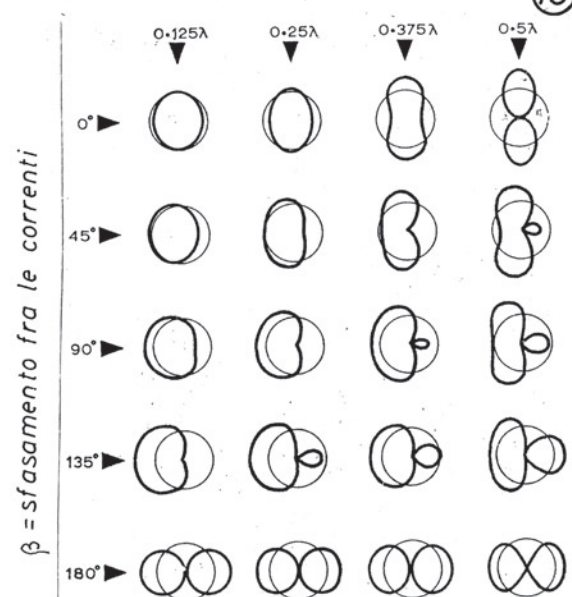 0·125λ 0·25λ 0·375λ 0·5λ
0°
45°
90°
135°
180°
β = sfasamento fra le correnti